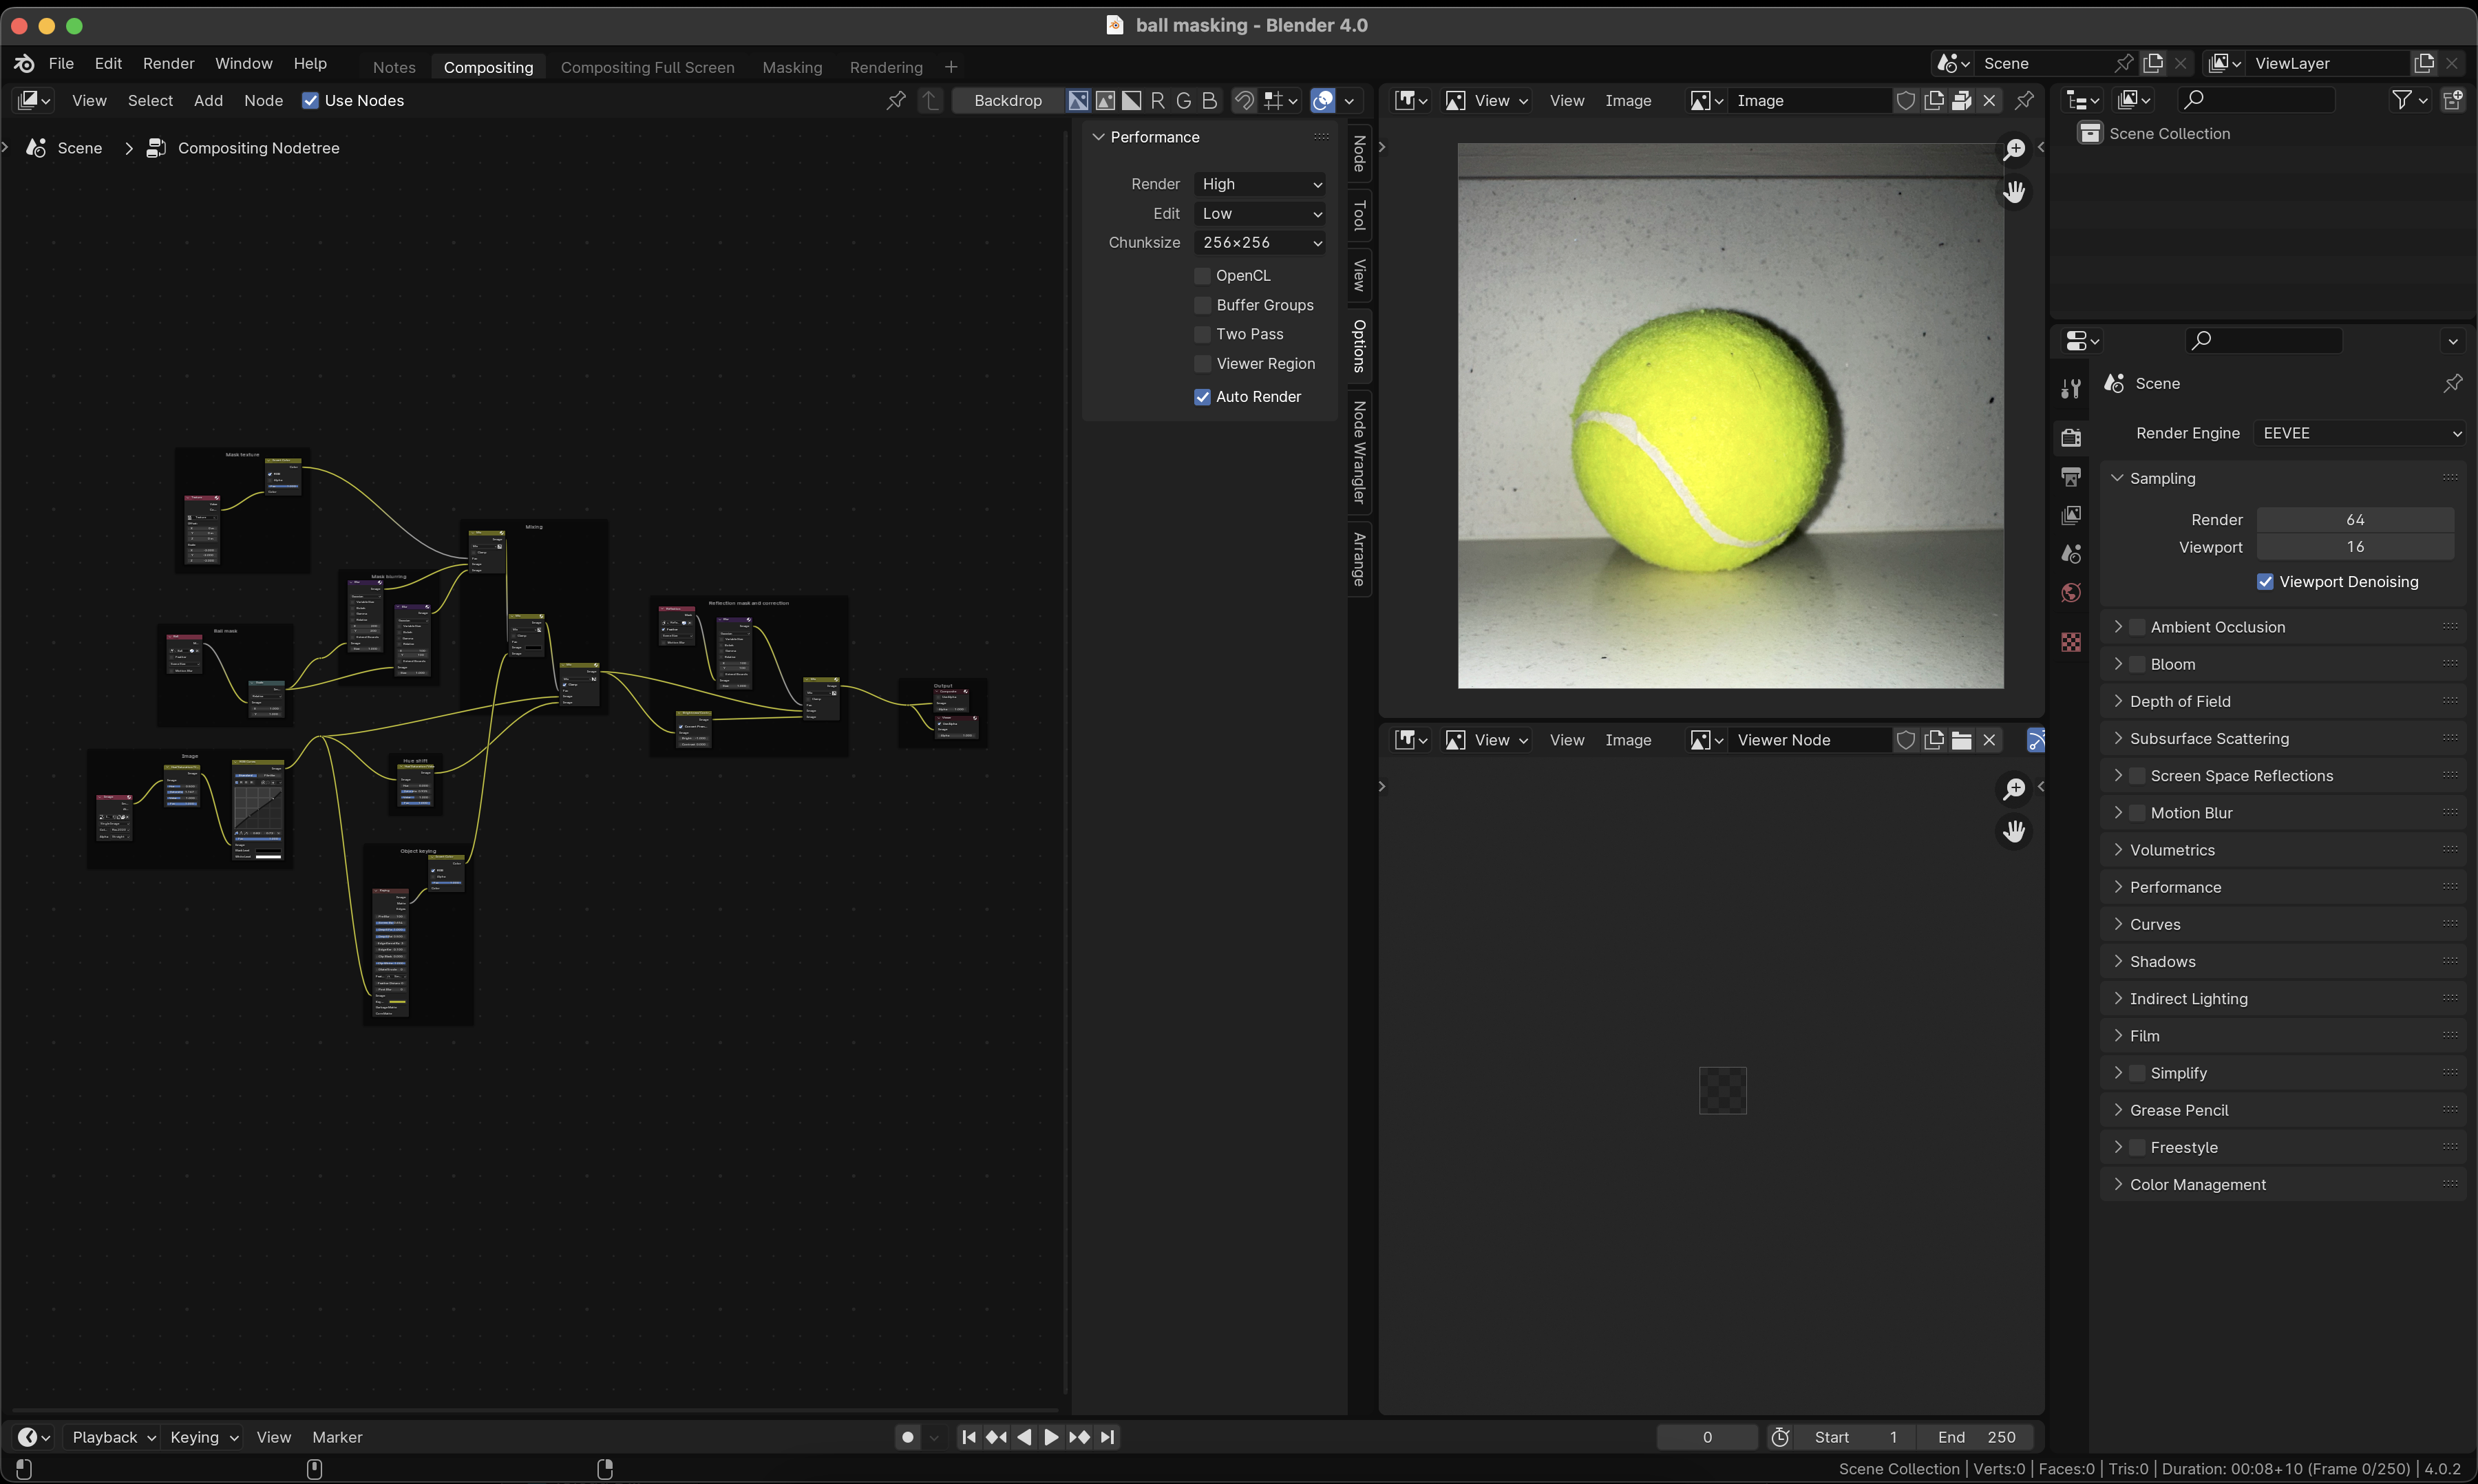 ball masking - Blender 4.0
File Edit Render Window Help Notes Compositing Compositing Full Screen Masking Rendering Scene ViewLayer
View Select Add Node Use Nodes Backdrop R G B
View View Image Image
Scene Compositing Nodetree
Performance
Render High
Edit Low
Chunksize 256×256
OpenCL
Buffer Groups
Two Pass
Viewer Region
Auto Render
Node
Tool
View
Options
Node Wrangler
Arrange
Mask texture
Mixing
Mask blurring
Ball mask
Reflection mask and correction
Output
Image
Hue shift
Object keying
View View Image Viewer Node
Scene Collection
Scene
Render Engine EEVEE
Sampling
Render 64
Viewport 16
Viewport Denoising
Ambient Occlusion
Bloom
Depth of Field
Subsurface Scattering
Screen Space Reflections
Motion Blur
Volumetrics
Performance
Curves
Shadows
Indirect Lighting
Film
Simplify
Grease Pencil
Freestyle
Color Management
Playback Keying View Marker 0 Start 1 End 250
Scene Collection | Verts:0 | Faces:0 | Tris:0 | Duration: 00:08+10 (Frame 0/250) | 4.0.2